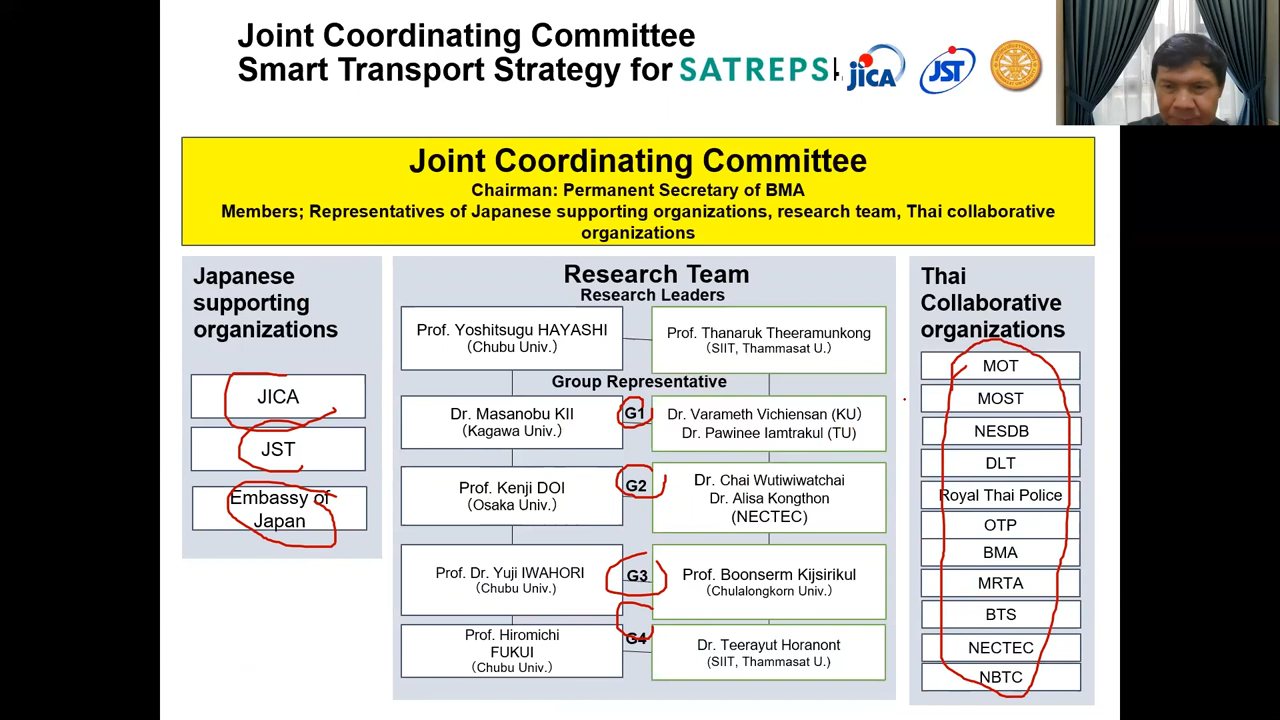 Joint Coordinating Committee
Smart Transport Strategy for SATREPS
JICA
JST
Joint Coordinating Committee
Chairman: Permanent Secretary of BMA
Members; Representatives of Japanese supporting organizations, research team, Thai collaborative
organizations
Japanese
supporting
organizations
JICA
JST
Embassy of
Japan
Research Team
Research Leaders
Prof. Yoshitsugu HAYASHI
(Chubu Univ.)
Prof. Thanaruk Theeramunkong
(SIIT, Thammasat U.)
Group Representative
Dr. Masanobu KII
(Kagawa Univ.)
G1
Dr. Varameth Vichiensan (KU)
Dr. Pawinee Iamtrakul (TU)
Prof. Kenji DOI
(Osaka Univ.)
G2
Dr. Chai Wutiwiwatchai
Dr. Alisa Kongthon
(NECTEC)
Prof. Dr. Yuji IWAHORI
(Chubu Univ.)
G3
Prof. Boonserm Kijsirikul
(Chulalongkorn Univ.)
Prof. Hiromichi
FUKUI
(Chubu Univ.)
G4
Dr. Teerayut Horanont
(SIIT, Thammasat U.)
Thai
Collaborative
organizations
MOT
MOST
NESDB
DLT
Royal Thai Police
OTP
BMA
MRTA
BTS
NECTEC
NBTC